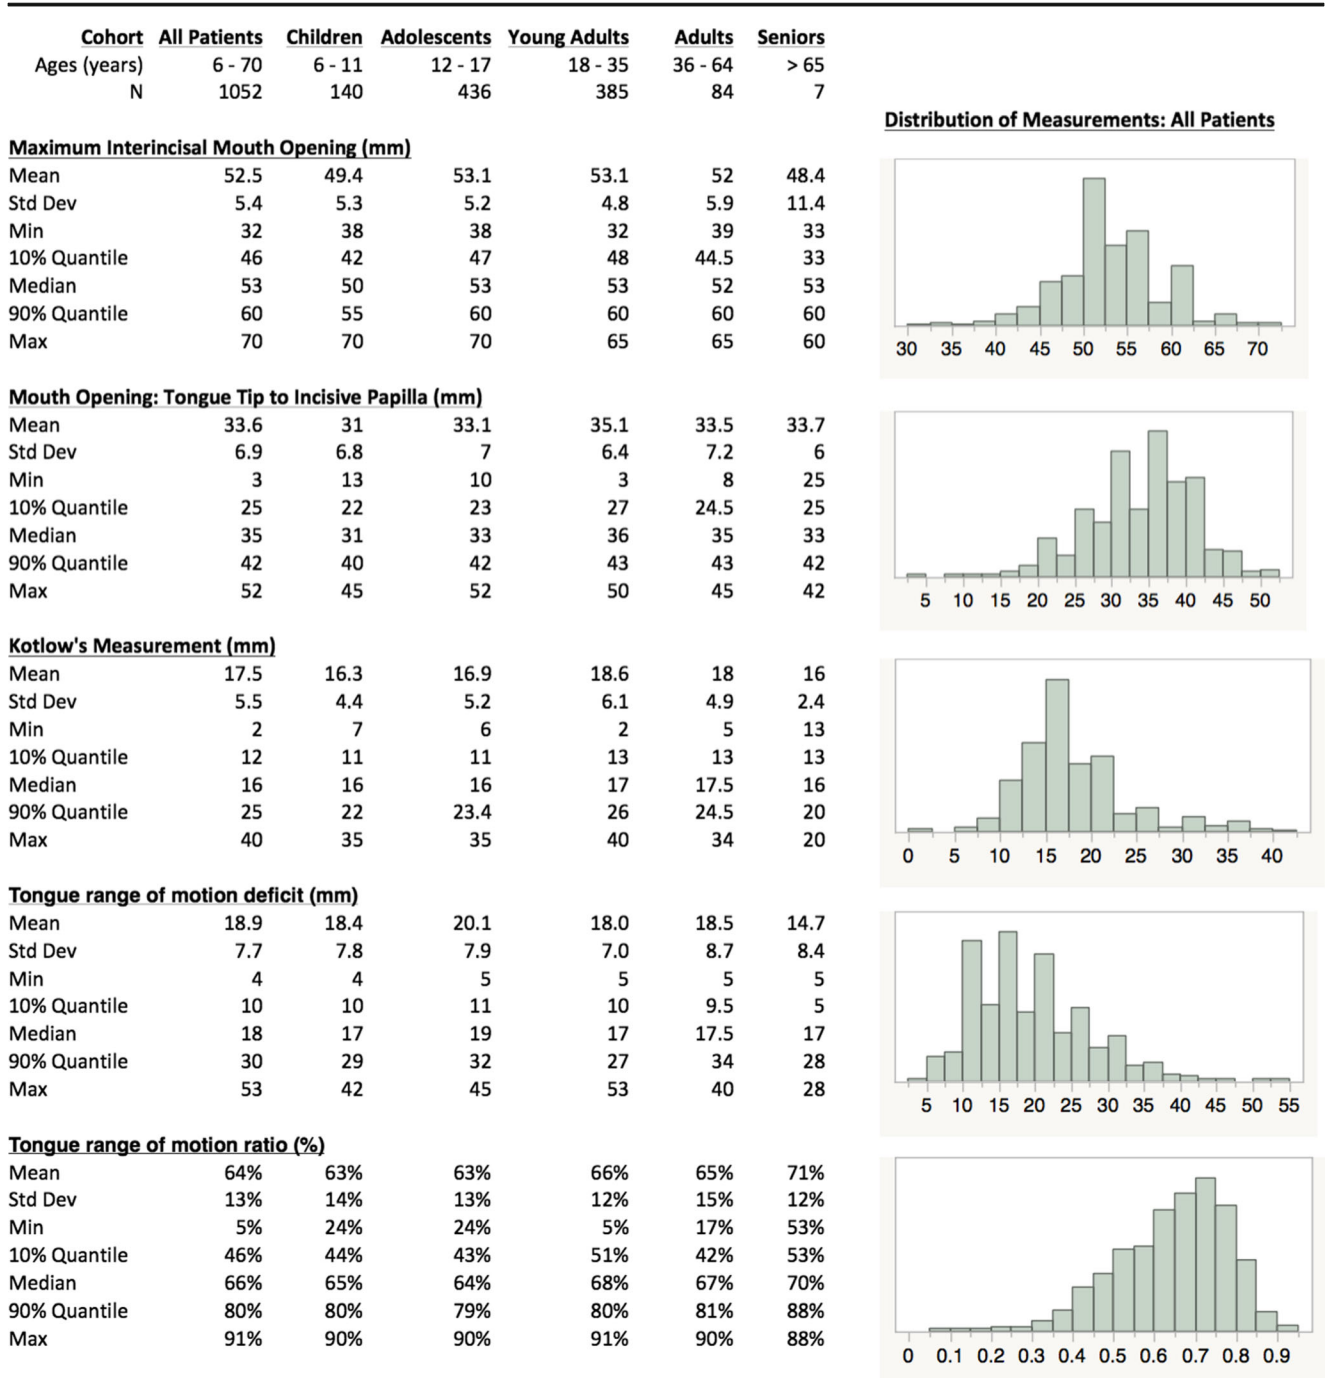 Cohort All Patients Children Adolescents Young Adults Adults Seniors
Ages (years) 6 - 70 6 - 11 12 - 17 18 - 35 36 - 64 > 65
N 1052 140 436 385 84 7
Distribution of Measurements: All Patients
Maximum Interincisal Mouth Opening (mm)
Mean 52.5 49.4 53.1 53.1 52 48.4
Std Dev 5.4 5.3 5.2 4.8 5.9 11.4
Min 32 38 38 32 39 33
10% Quantile 46 42 47 48 44.5 33
Median 53 50 53 53 52 53
90% Quantile 60 55 60 60 60 60
Max 70 70 70 65 65 60
30 35 40 45 50 55 60 65 70
Mouth Opening: Tongue Tip to Incisive Papilla (mm)
Mean 33.6 31 33.1 35.1 33.5 33.7
Std Dev 6.9 6.8 7 6.4 7.2 6
Min 3 13 10 3 8 25
10% Quantile 25 22 23 27 24.5 25
Median 35 31 33 36 35 33
90% Quantile 42 40 42 43 43 42
Max 52 45 52 50 45 42
5 10 15 20 25 30 35 40 45 50
Kotlow's Measurement (mm)
Mean 17.5 16.3 16.9 18.6 18 16
Std Dev 5.5 4.4 5.2 6.1 4.9 2.4
Min 2 7 6 2 5 13
10% Quantile 12 11 11 13 13 13
Median 16 16 16 17 17.5 16
90% Quantile 25 22 23.4 26 24.5 20
Max 40 35 35 40 34 20
0 5 10 15 20 25 30 35 40
Tongue range of motion deficit (mm)
Mean 18.9 18.4 20.1 18.0 18.5 14.7
Std Dev 7.7 7.8 7.9 7.0 8.7 8.4
Min 4 4 5 5 5 5
10% Quantile 10 10 11 10 9.5 5
Median 18 17 19 17 17.5 17
90% Quantile 30 29 32 27 34 28
Max 53 42 45 53 40 28
5 10 15 20 25 30 35 40 45 50 55
Tongue range of motion ratio (%)
Mean 64% 63% 63% 66% 65% 71%
Std Dev 13% 14% 13% 12% 15% 12%
Min 5% 24% 24% 5% 17% 53%
10% Quantile 46% 44% 43% 51% 42% 53%
Median 66% 65% 64% 68% 67% 70%
90% Quantile 80% 80% 79% 80% 81% 88%
Max 91% 90% 90% 91% 90% 88%
0 0.1 0.2 0.3 0.4 0.5 0.6 0.7 0.8 0.9